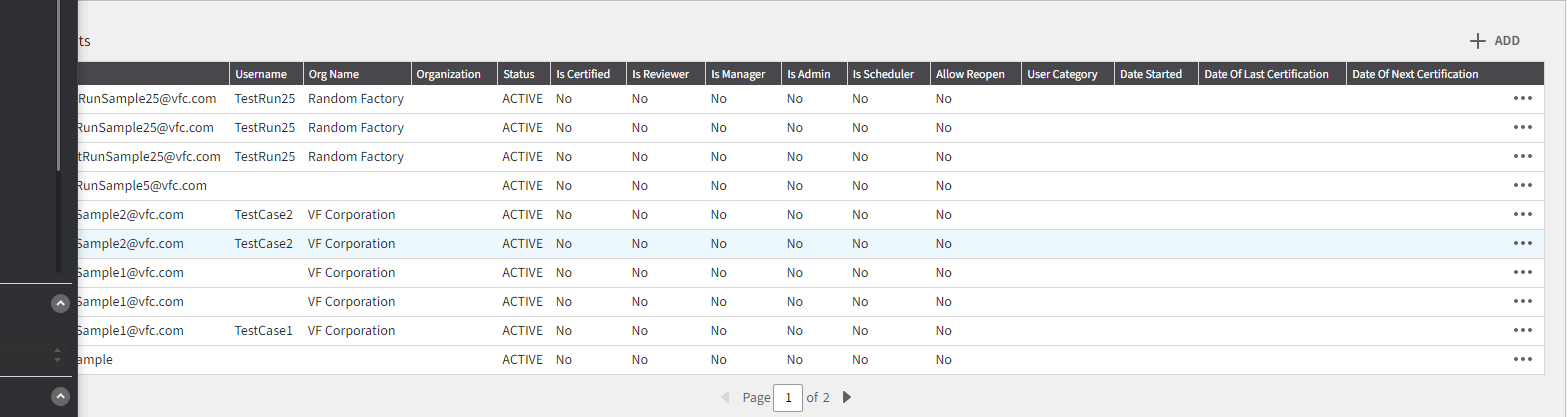 ts
ADD
Username Org Name Organization Status Is Certified Is Reviewer Is Manager Is Admin Is Scheduler Allow Reopen User Category Date Started Date Of Last Certification Date Of Next Certification
RunSample25@vfc.com TestRun25 Random Factory ACTIVE No No No No No No
RunSample25@vfc.com TestRun25 Random Factory ACTIVE No No No No No No
tRunSample25@vfc.com TestRun25 Random Factory ACTIVE No No No No No No
RunSample5@vfc.com ACTIVE No No No No No No
Sample2@vfc.com TestCase2 VF Corporation ACTIVE No No No No No No
Sample2@vfc.com TestCase2 VF Corporation ACTIVE No No No No No No
Sample1@vfc.com VF Corporation ACTIVE No No No No No No
Sample1@vfc.com VF Corporation ACTIVE No No No No No No
Sample1@vfc.com TestCase1 VF Corporation ACTIVE No No No No No No
ample ACTIVE No No No No No No
Page 1 of 2